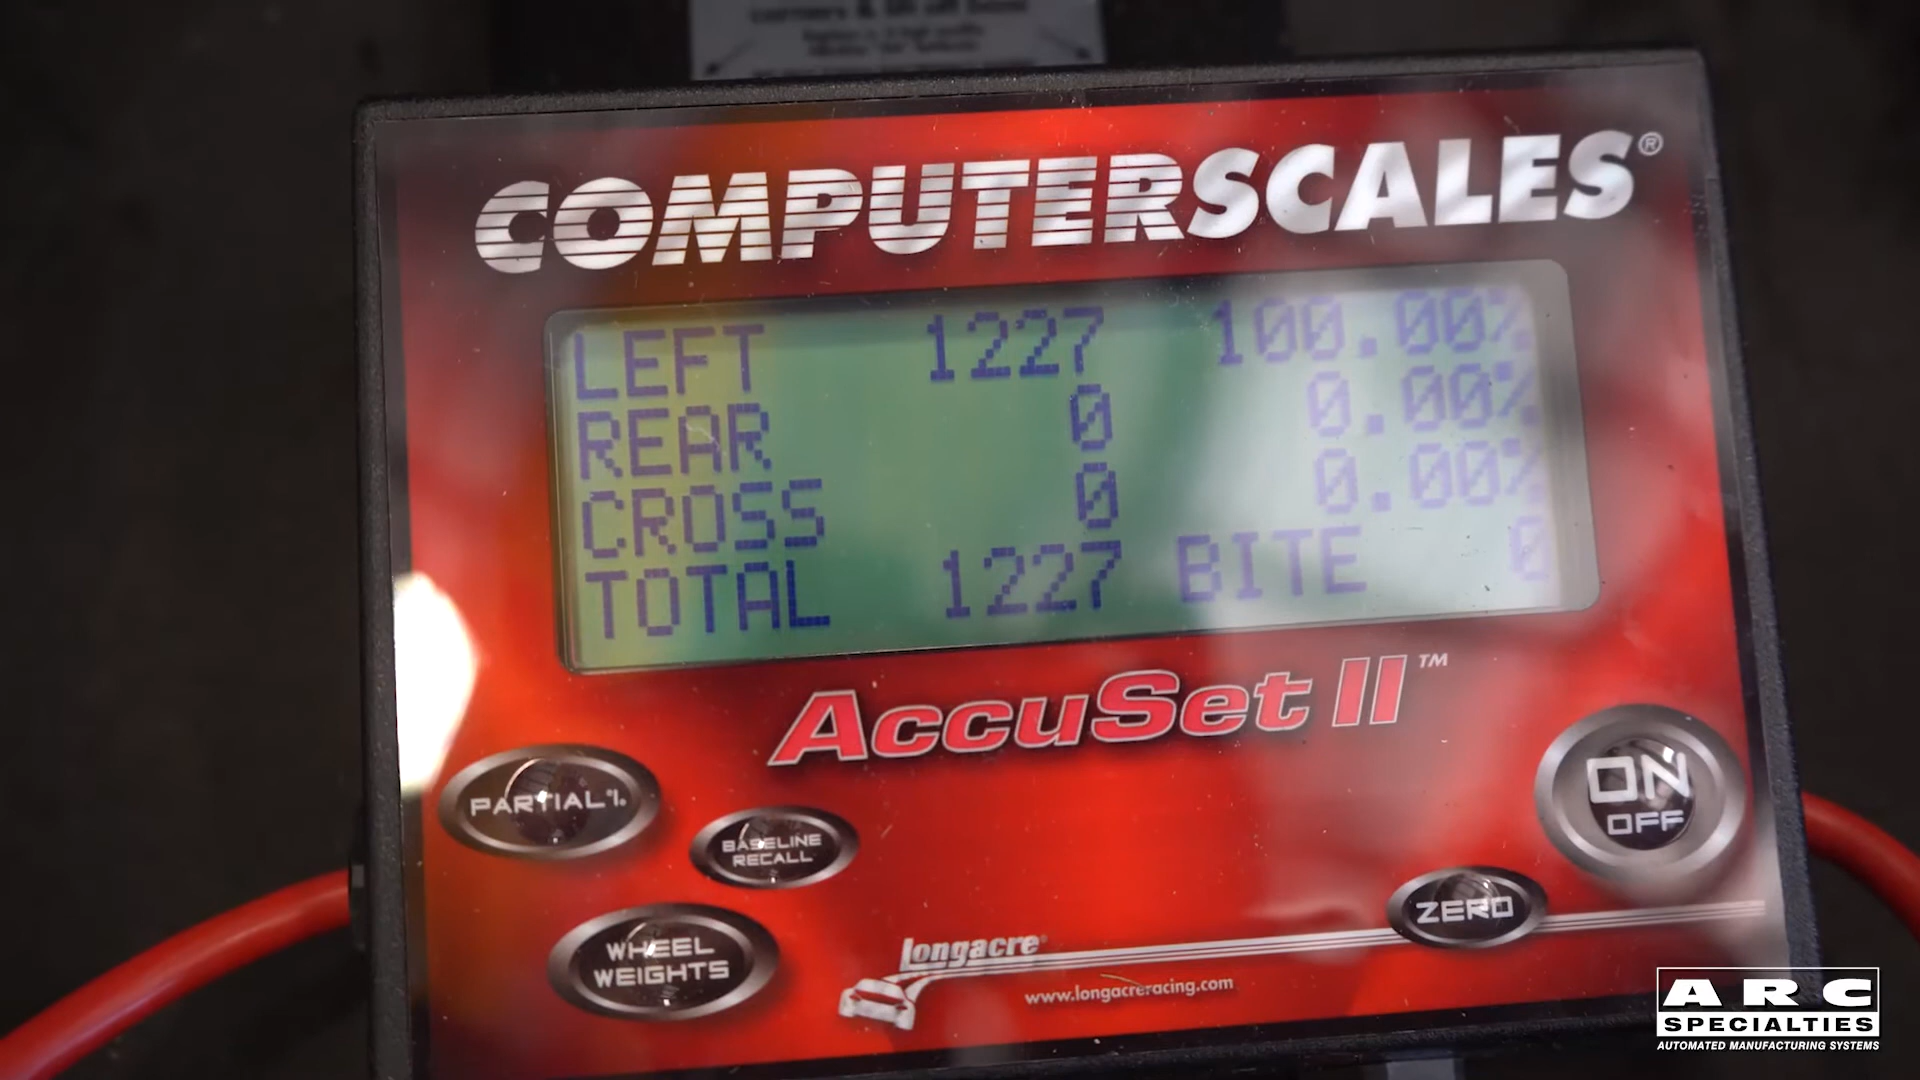 COMPUTERSCALES®
LEFT 1227 100.00%
REAR 0 0.00%
CROSS 0 0.00%
TOTAL 1227 BITE 0
AccuSet II™
PARTIAL%
BASELINE
RECALL
WHEEL
WEIGHTS
ON
OFF
ZERO
longacre®
www.longacreracing.com
ARC
SPECIALTIES
AUTOMATED MANUFACTURING SYSTEMS